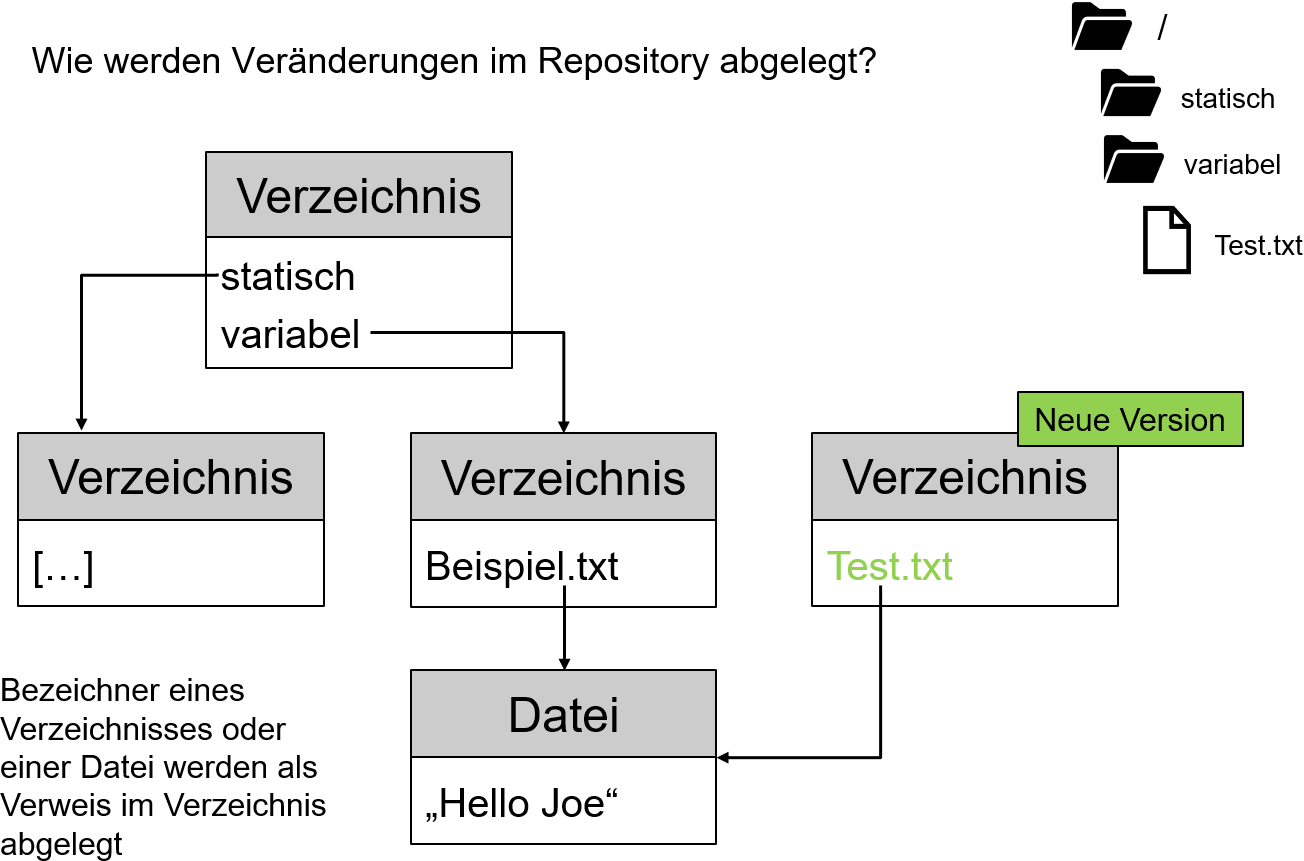 Wie werden Veränderungen im Repository abgelegt?
/
statisch
variabel
Test.txt
Verzeichnis
statisch
variabel
Neue Version
Verzeichnis
[…]
Verzeichnis
Beispiel.txt
Verzeichnis
Test.txt
Datei
„Hello Joe“
Bezeichner eines
Verzeichnisses oder
einer Datei werden als
Verweis im Verzeichnis
abgelegt